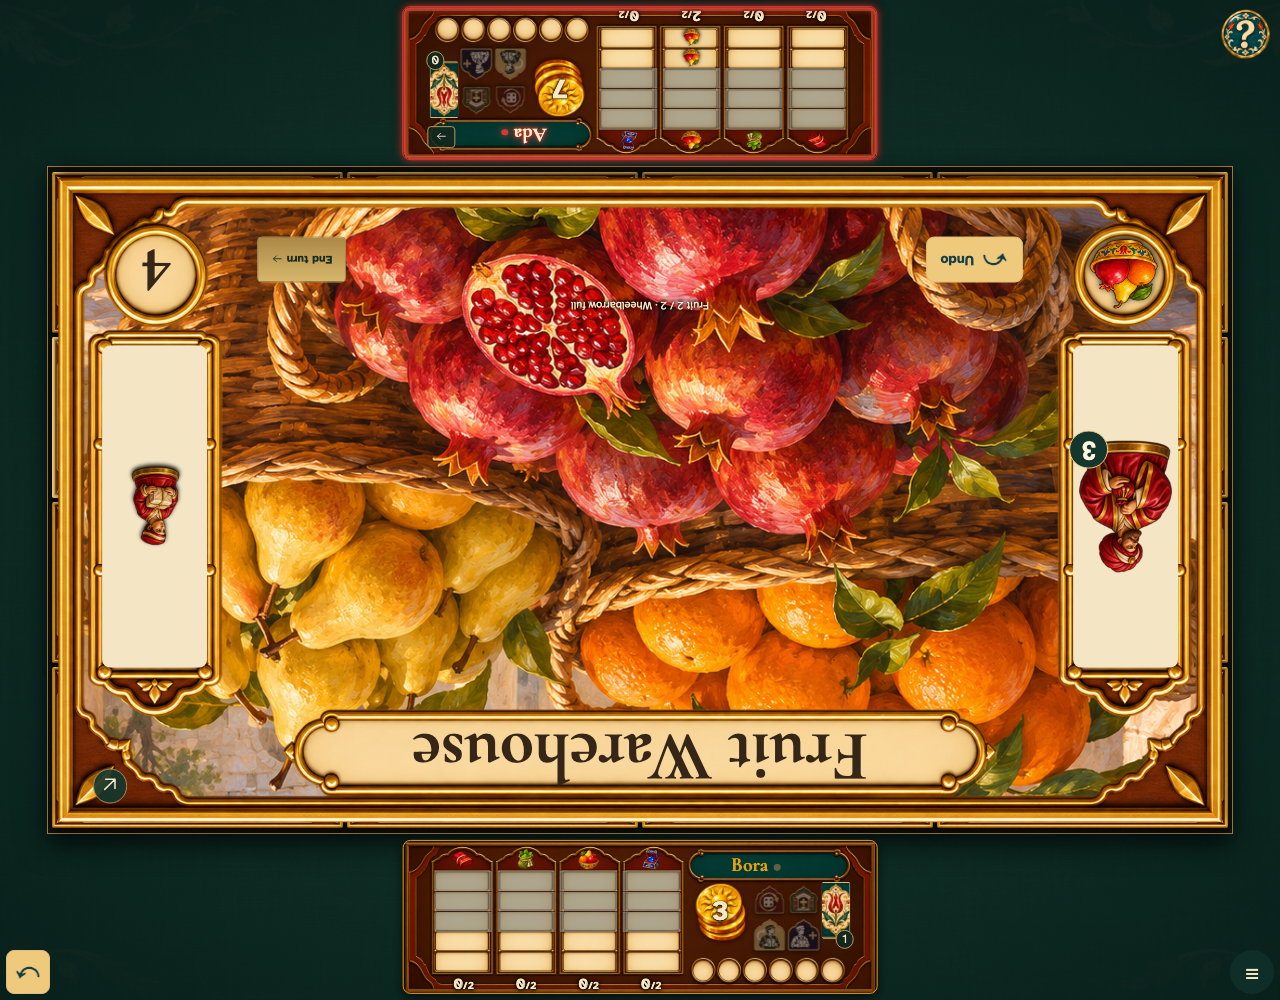 0/2
2/2
0/2
0/2
0
7
Ada
←
?
4
End turn →
Undo
Fruit 2 / 2 · Wheelbarrow full
3
Fruit Warehouse
Bora
3
1
0/2
0/2
0/2
0/2